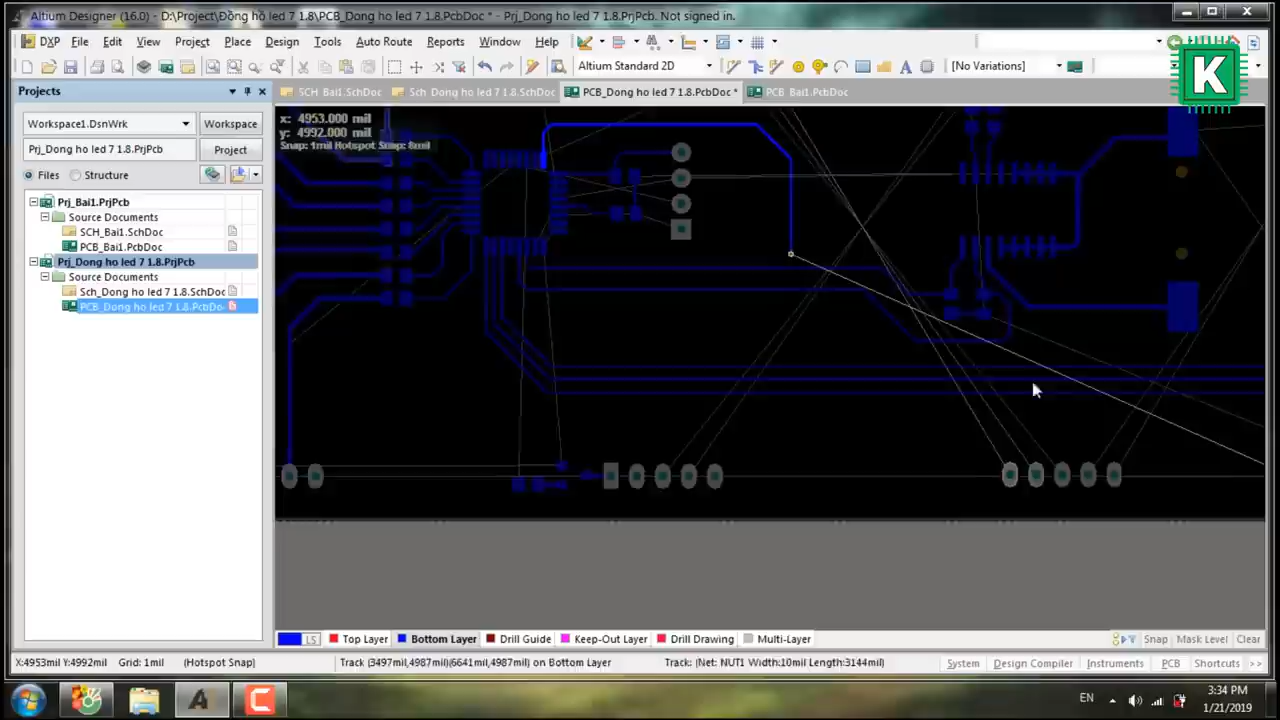 Altium Designer (16.0) - D:\Project\Đồng hồ led 7 1.8\PCB_Dong ho led 7 1.8.PcbDoc * - Prj_Dong ho led 7 1.8.PrjPcb. Not signed in.
DXP File Edit View Project Place Design Tools Auto Route Reports Window Help
Altium Standard 2D [No Variations]
K
Projects
SCH_Bai1.SchDoc Sch_Dong ho led 7 1.8.SchDoc PCB_Dong ho led 7 1.8.PcbDoc * PCB_Bai1.PcbDoc
Workspace1.DsnWrk Workspace
Prj_Dong ho led 7 1.8.PrjPcb Project
Files Structure
Prj_Bai1.PrjPcb
Source Documents
SCH_Bai1.SchDoc
PCB_Bai1.PcbDoc
Prj_Dong ho led 7 1.8.PrjPcb
Source Documents
Sch_Dong ho led 7 1.8.SchDoc
PCB_Dong ho led 7 1.8.PcbDo
x: 4953.000 mil
y: 4992.000 mil
Snap: 1mil Hotspot Snap: 8mil
LS Top Layer Bottom Layer Drill Guide Keep-Out Layer Drill Drawing Multi-Layer Snap Mask Level Clear
X:4953mil Y:4992mil Grid: 1mil (Hotspot Snap) Track (3497mil,4987mil)(6641mil,4987mil) on Bottom Layer Track: (Net: NUT1 Width:10mil Length:3144mil) System Design Compiler Instruments PCB Shortcuts >>
EN 3:34 PM
1/21/2019